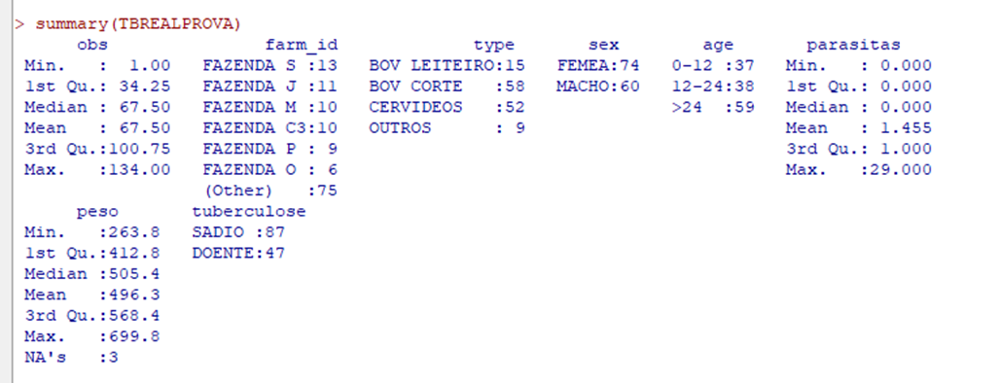 > summary(TBREALPROVA)
      obs              farm_id              type        sex         age       parasitas
 Min.   :  1.00   FAZENDA S :13   BOV LEITEIRO:15   FEMEA:74   0-12 :37   Min.   : 0.000
 1st Qu.: 34.25   FAZENDA J :11   BOV CORTE   :58   MACHO:60   12-24:38   1st Qu.: 0.000
 Median : 67.50   FAZENDA M :10   CERVIDEOS   :52              >24  :59   Median : 0.000
 Mean   : 67.50   FAZENDA C3:10   OUTROS      : 9                         Mean   : 1.455
 3rd Qu.:100.75   FAZENDA P : 9                                           3rd Qu.: 1.000
 Max.   :134.00   FAZENDA O : 6                                           Max.   :29.000
                  (Other)   :75
      peso       tuberculose
 Min.   :263.8   SADIO :87
 1st Qu.:412.8   DOENTE:47
 Median :505.4
 Mean   :496.3
 3rd Qu.:568.4
 Max.   :699.8
 NA's   :3